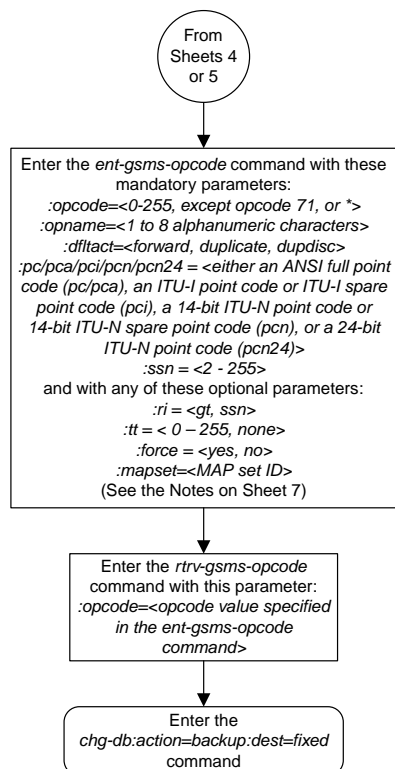 From
Sheets 4
or 5
Enter the ent-gsms-opcode command with these
mandatory parameters:
:opcode=<0-255, except opcode 71, or *>
:opname=<1 to 8 alphanumeric characters>
:dfltact=<forward, duplicate, dupdisc>
:pc/pca/pci/pcn/pcn24 = <either an ANSI full point
code (pc/pca), an ITU-I point code or ITU-I spare
point code (pci), a 14-bit ITU-N point code or
14-bit ITU-N spare point code (pcn), or a 24-bit
ITU-N point code (pcn24)>
:ssn = <2 - 255>
and with any of these optional parameters:
:ri = <gt, ssn>
:tt = < 0 – 255, none>
:force = <yes, no>
:mapset=<MAP set ID>
(See the Notes on Sheet 7)
Enter the rtrv-gsms-opcode
command with this parameter:
:opcode=<opcode value specified
in the ent-gsms-opcode
command>
Enter the
chg-db:action=backup:dest=fixed
command